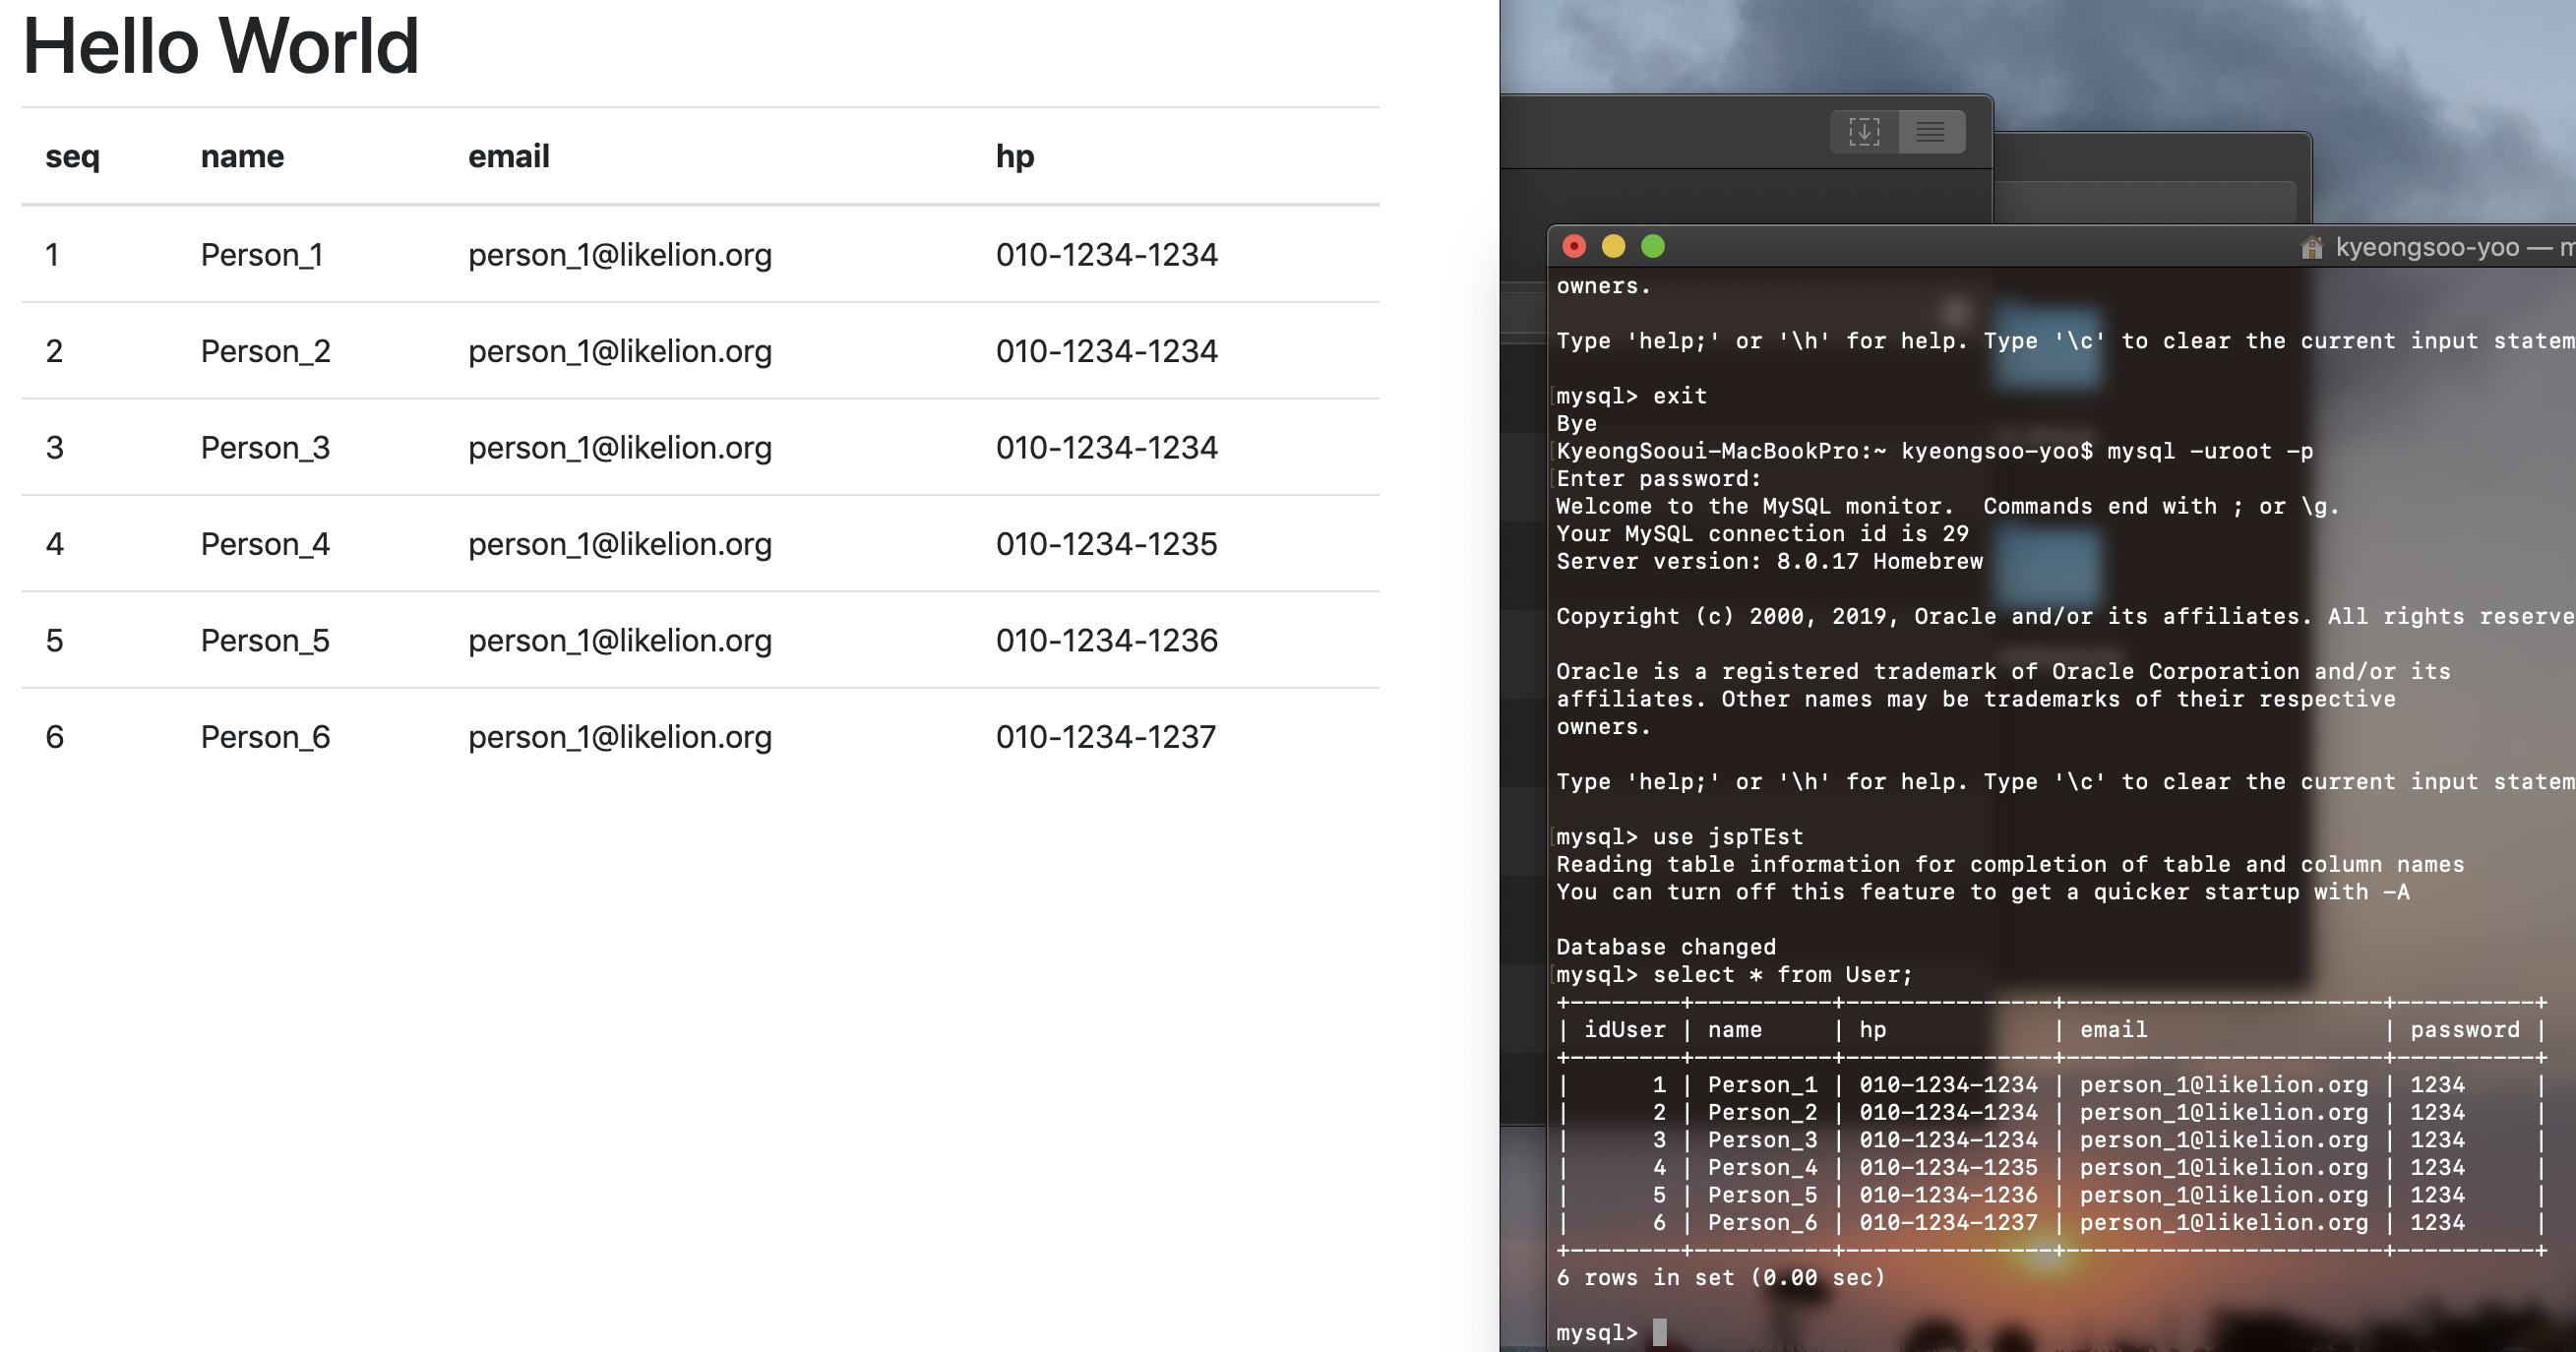 Hello World
seq name email hp
1 Person_1 person_1@likelion.org 010-1234-1234
2 Person_2 person_1@likelion.org 010-1234-1234
3 Person_3 person_1@likelion.org 010-1234-1234
4 Person_4 person_1@likelion.org 010-1234-1235
5 Person_5 person_1@likelion.org 010-1234-1236
6 Person_6 person_1@likelion.org 010-1234-1237
kyeongsoo-yoo — m
owners.
Type 'help;' or '\h' for help. Type '\c' to clear the current input statem
mysql> exit
Bye
KyeongSooui-MacBookPro:~ kyeongsoo-yoo$ mysql -uroot -p
Enter password:
Welcome to the MySQL monitor.  Commands end with ; or \g.
Your MySQL connection id is 29
Server version: 8.0.17 Homebrew
Copyright (c) 2000, 2019, Oracle and/or its affiliates. All rights reserve
Oracle is a registered trademark of Oracle Corporation and/or its
affiliates. Other names may be trademarks of their respective
owners.
Type 'help;' or '\h' for help. Type '\c' to clear the current input statem
mysql> use jspTEst
Reading table information for completion of table and column names
You can turn off this feature to get a quicker startup with -A
Database changed
mysql> select * from User;
+--------+----------+---------------+-----------------------+----------+
| idUser | name     | hp            | email                 | password |
+--------+----------+---------------+-----------------------+----------+
|      1 | Person_1 | 010-1234-1234 | person_1@likelion.org | 1234     |
|      2 | Person_2 | 010-1234-1234 | person_1@likelion.org | 1234     |
|      3 | Person_3 | 010-1234-1234 | person_1@likelion.org | 1234     |
|      4 | Person_4 | 010-1234-1235 | person_1@likelion.org | 1234     |
|      5 | Person_5 | 010-1234-1236 | person_1@likelion.org | 1234     |
|      6 | Person_6 | 010-1234-1237 | person_1@likelion.org | 1234     |
+--------+----------+---------------+-----------------------+----------+
6 rows in set (0.00 sec)
mysql>